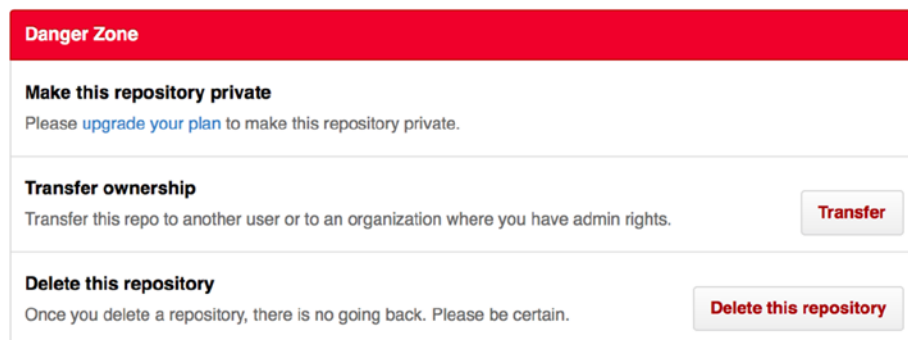 Danger Zone
Make this repository private
Please upgrade your plan to make this repository private.
Transfer ownership
Transfer this repo to another user or to an organization where you have admin rights.
Transfer
Delete this repository
Once you delete a repository, there is no going back. Please be certain.
Delete this repository